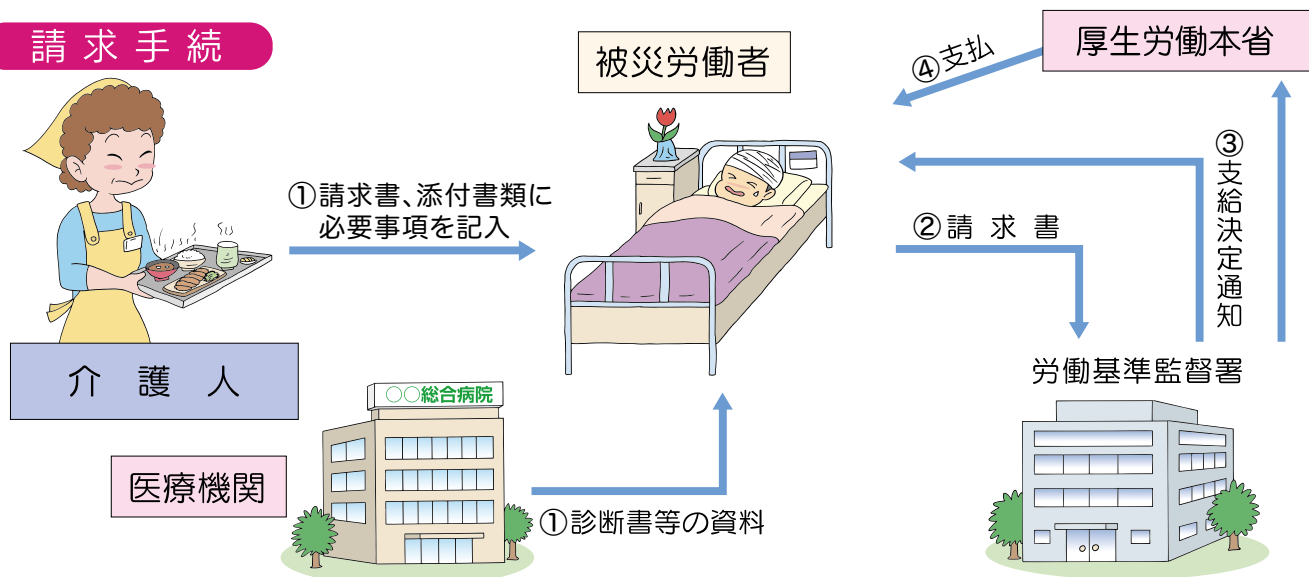 請求手続
被災労働者
厚生労働本省
④支払
①請求書、添付書類に
必要事項を記入
②請求書
③支給決定通知
介護人
労働基準監督署
○○総合病院
医療機関
①診断書等の資料